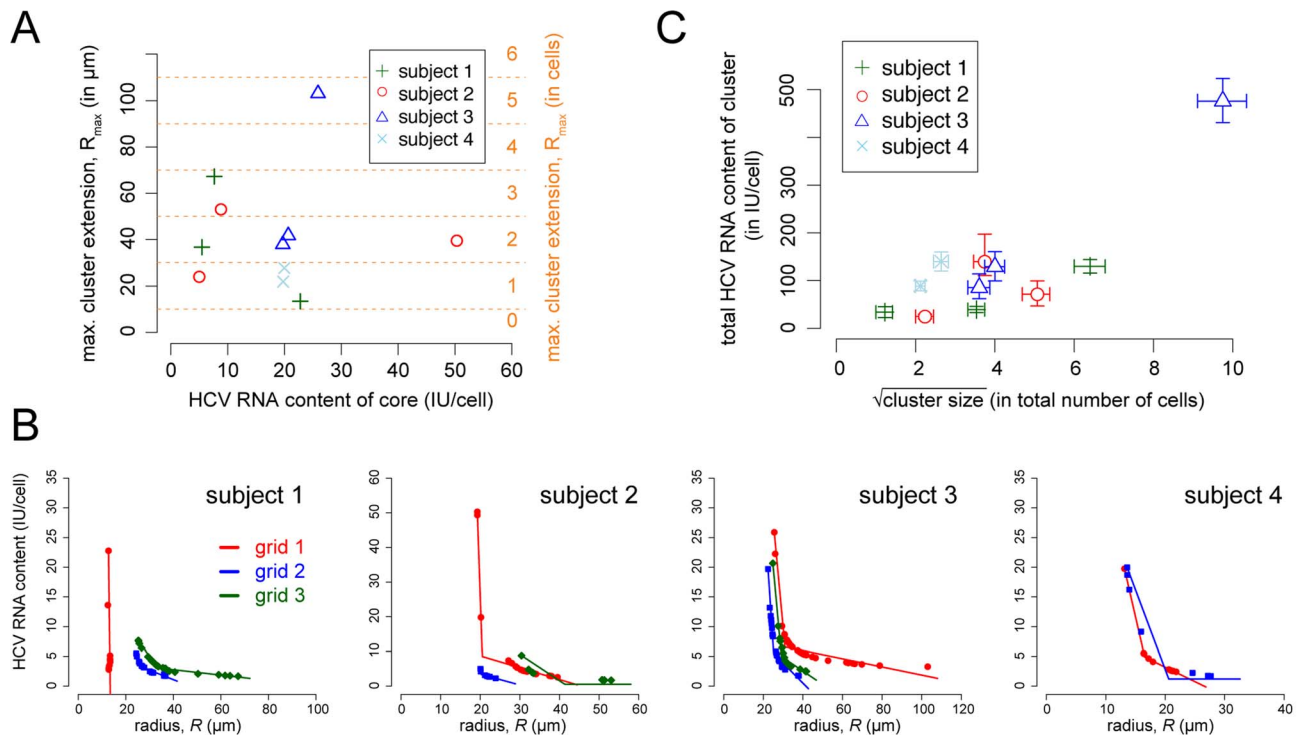 A
max. cluster extension, Rmax (in μm)
0
20
40
60
80
100
subject 1
subject 2
subject 3
subject 4
6
5
4
3
2
1
0
max. cluster extension, Rmax (in cells)
0 10 20 30 40 50 60
HCV RNA content of core (IU/cell)
C
total HCV RNA content of cluster
(in IU/cell)
0
100
200
300
400
500
subject 1
subject 2
subject 3
subject 4
0 2 4 6 8 10
√cluster size (in total number of cells)
B
HCV RNA content (IU/cell)
35
30
25
20
15
10
5
0
subject 1
grid 1
grid 2
grid 3
0 20 40 60 80 100
radius, R (μm)
60
50
40
30
20
10
0
subject 2
0 10 20 30 40 50 60
radius, R (μm)
35
30
25
20
15
10
5
0
subject 3
0 20 40 60 80 100 120
radius, R (μm)
35
30
25
20
15
10
5
0
subject 4
0 10 20 30 40
radius, R (μm)